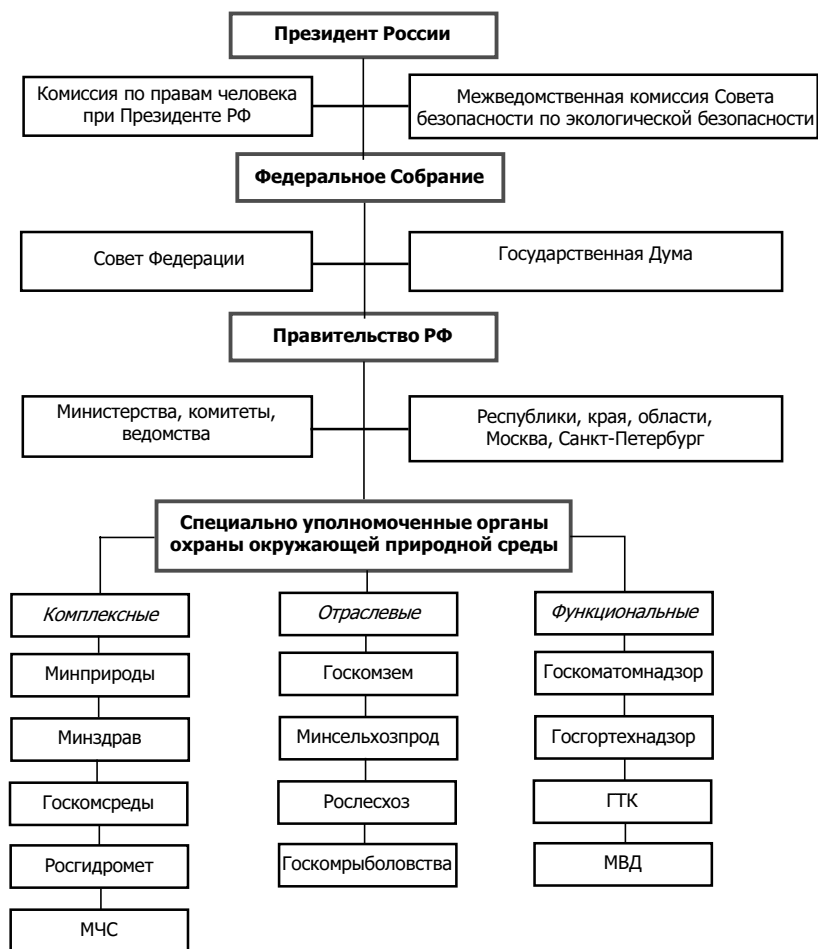 Президент России
Комиссия по правам человека
при Президенте РФ
Межведомственная комиссия Совета
безопасности по экологической безопасности
Федеральное Собрание
Совет Федерации
Государственная Дума
Правительство РФ
Министерства, комитеты,
ведомства
Республики, края, области,
Москва, Санкт-Петербург
Специально уполномоченные органы
охраны окружающей природной среды
Комплексные
Минприроды
Минздрав
Госкомсреды
Росгидромет
МЧС
Отраслевые
Госкомзем
Минсельхозпрод
Рослесхоз
Госкомрыболовства
Функциональные
Госкоматомнадзор
Госгортехнадзор
ГТК
МВД